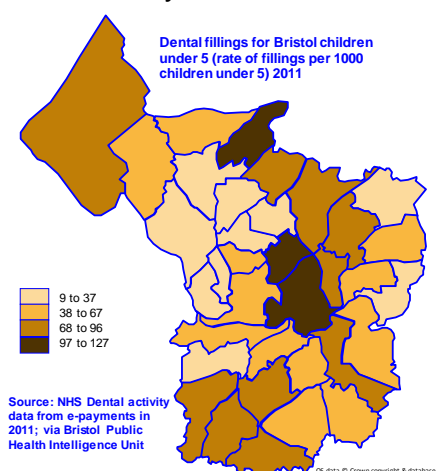 Dental fillings for Bristol children
under 5 (rate of fillings per 1000
children under 5) 2011
9 to 37
38 to 67
68 to 96
97 to 127
Source: NHS Dental activity
data from e-payments in
2011; via Bristol Public
Health Intelligence Unit
OS data © Crown copyright & database